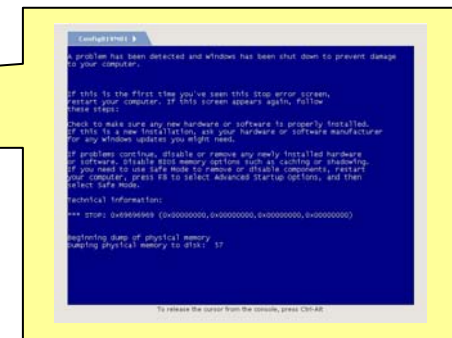 Config01VM01
A problem has been detected and windows has been shut down to prevent damage
to your computer.
If this is the first time you've seen this Stop error screen,
restart your computer. If this screen appears again, follow
these steps:
Check to make sure any new hardware or software is properly installed.
If this is a new installation, ask your hardware or software manufacturer
for any windows updates you might need.
If problems continue, disable or remove any newly installed hardware
or software. Disable BIOS memory options such as caching or shadowing.
If you need to use Safe Mode to remove or disable components, restart
your computer, press F8 to select Advanced Startup Options, and then
select Safe Mode.
Technical information:
*** STOP: 0x69696969 (0x00000000,0x00000000,0x00000000,0x00000000)
Beginning dump of physical memory
Dumping physical memory to disk: 57
To release the cursor from the console, press Ctrl-Alt